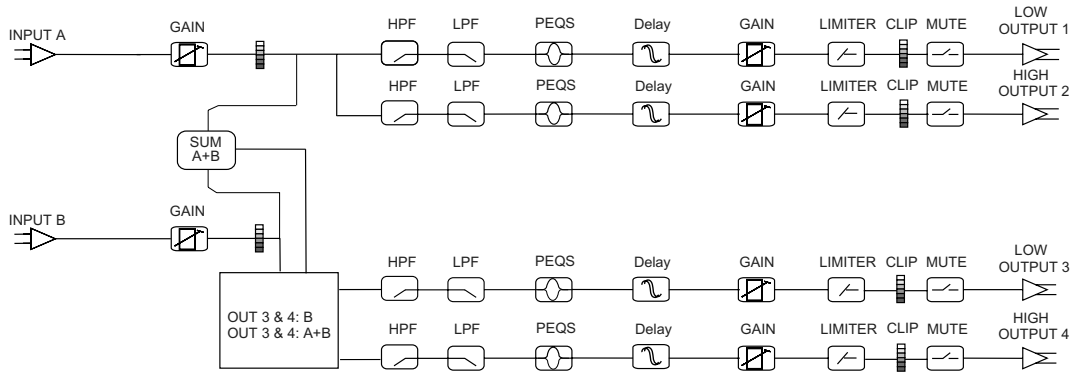 INPUT A
GAIN
HPF LPF PEQS Delay GAIN LIMITER CLIP MUTE
LOW
OUTPUT 1
HPF LPF PEQS Delay GAIN LIMITER CLIP MUTE
HIGH
OUTPUT 2
SUM
A+B
INPUT B
GAIN
HPF LPF PEQS Delay GAIN LIMITER CLIP MUTE
LOW
OUTPUT 3
OUT 3 & 4: B
OUT 3 & 4: A+B
HPF LPF PEQS Delay GAIN LIMITER CLIP MUTE
HIGH
OUTPUT 4